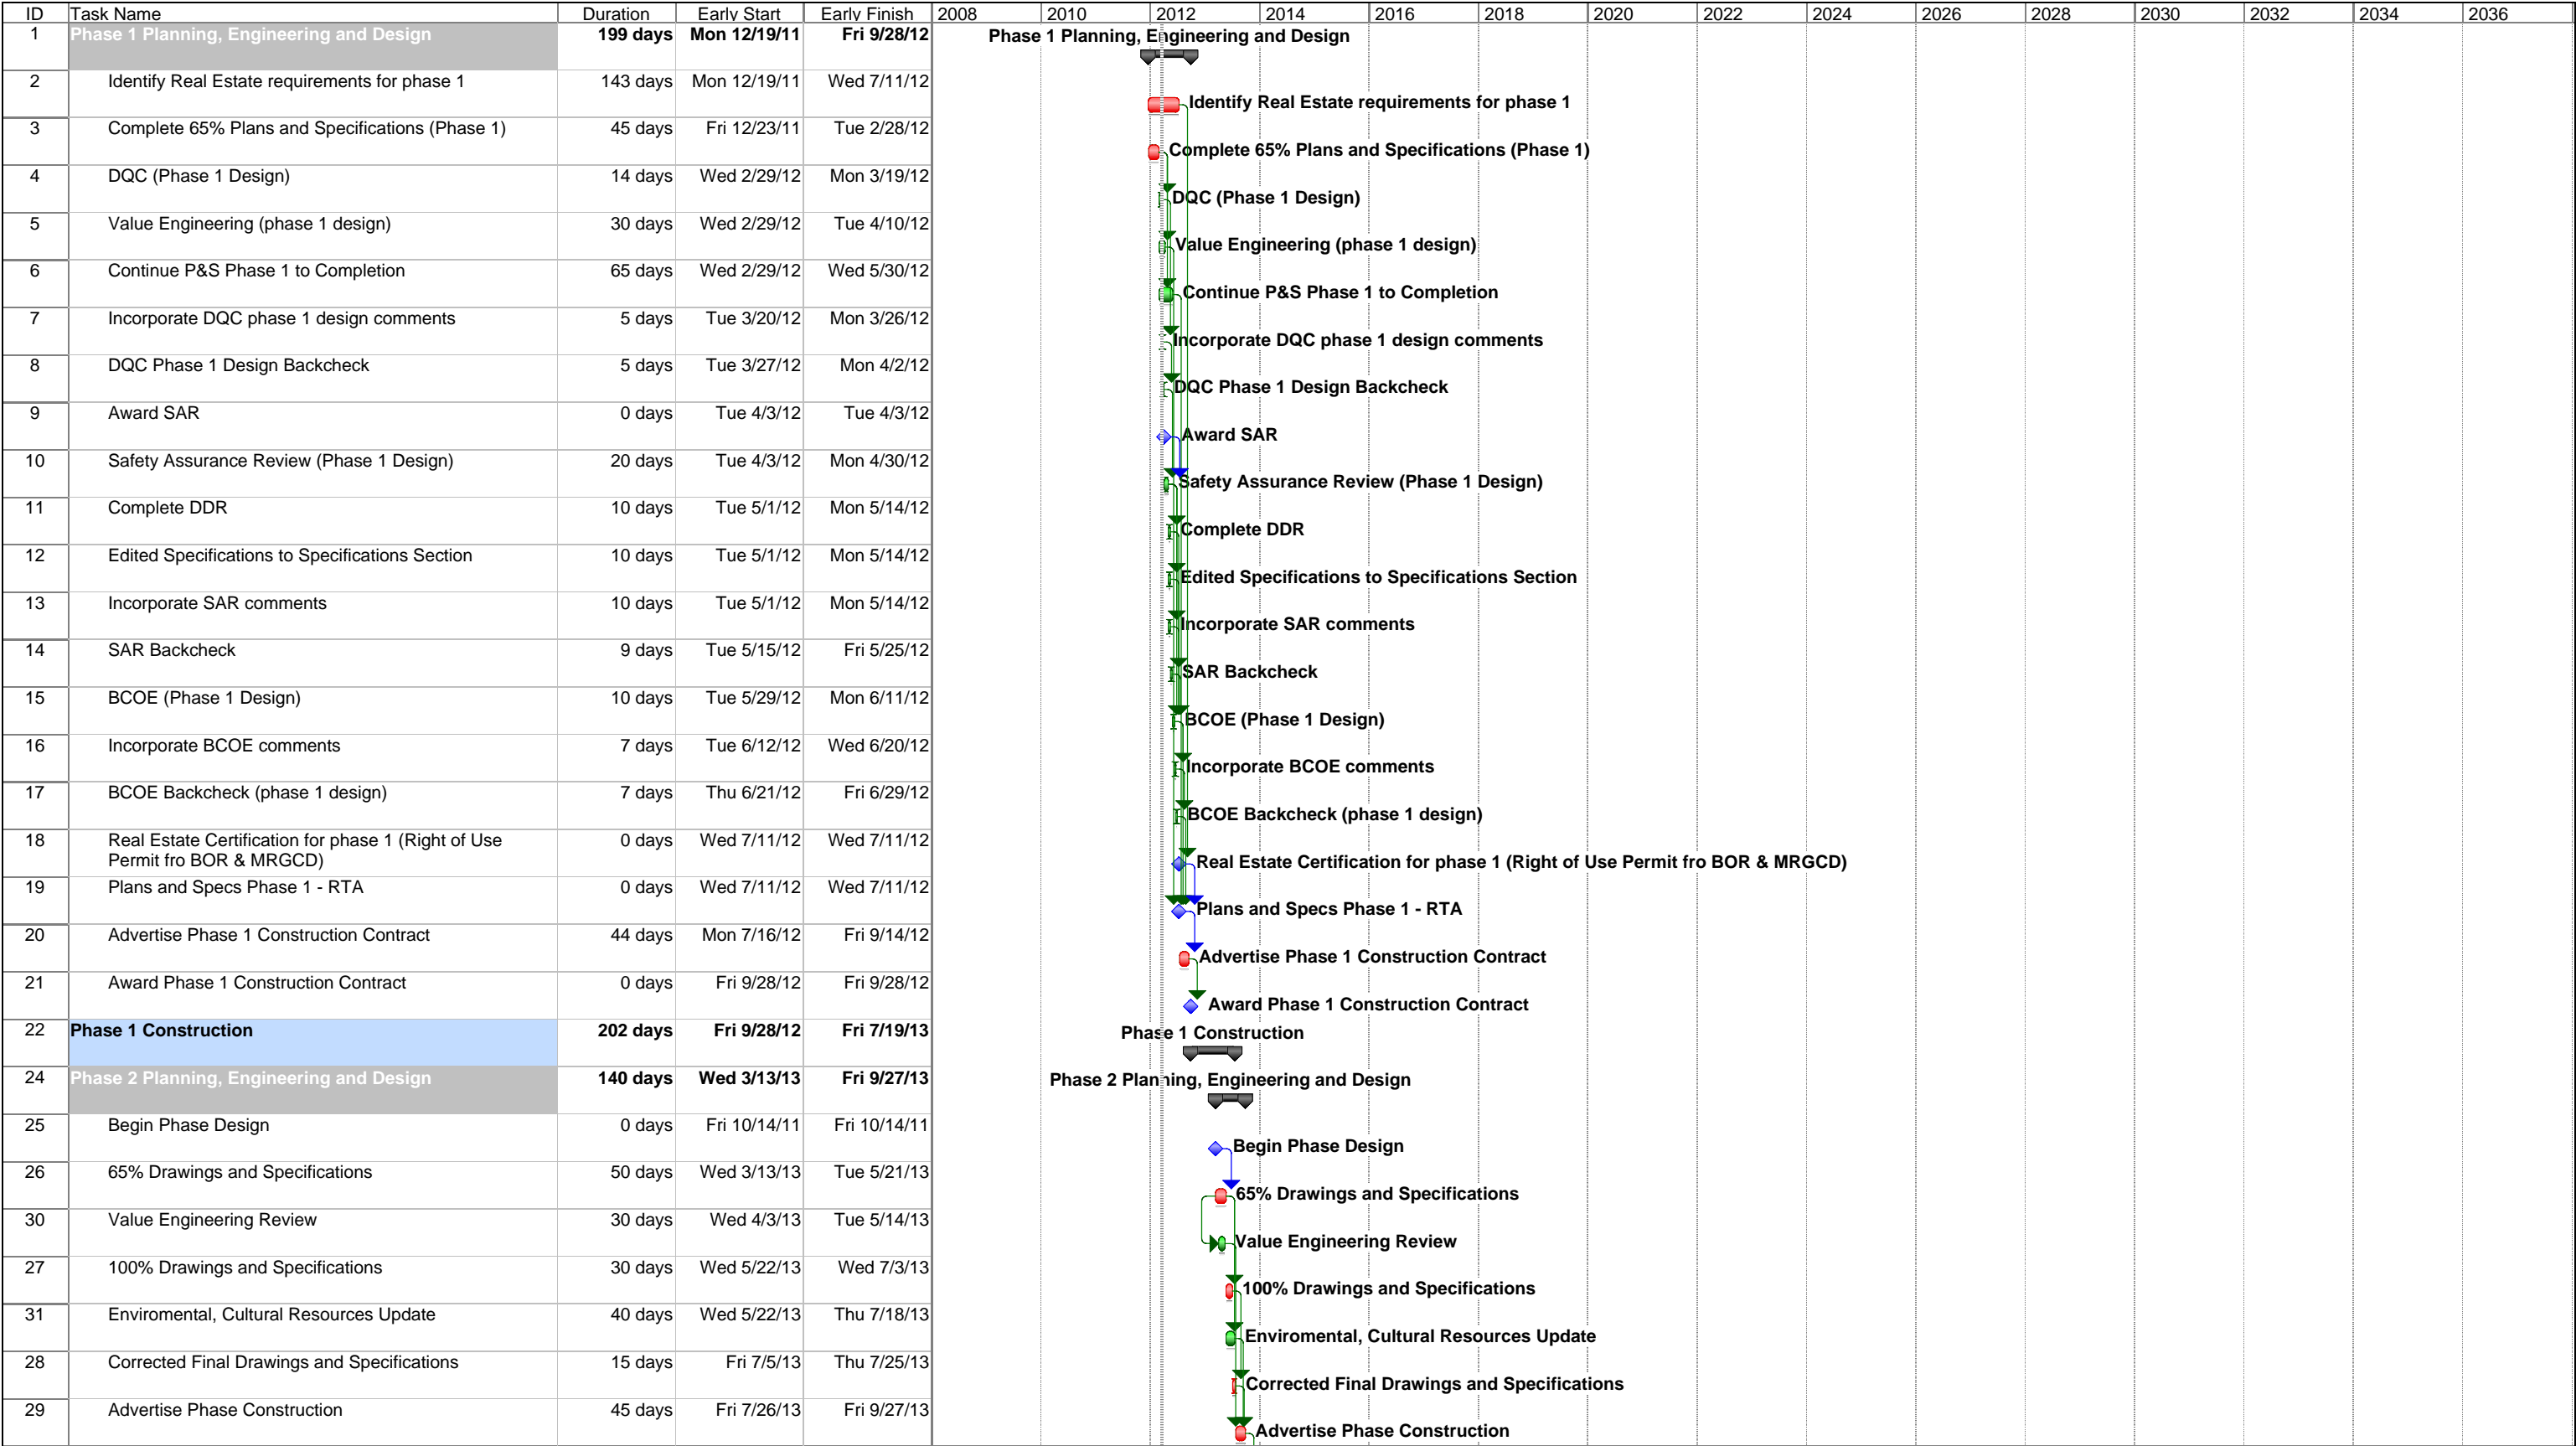 ID Task Name Duration Early Start Early Finish 2008 2010 2012 2014 2016 2018 2020 2022 2024 2026 2028 2030 2032 2034 2036
1 Phase 1 Planning, Engineering and Design 199 days Mon 12/19/11 Fri 9/28/12 Phase 1 Planning, Engineering and Design
2 Identify Real Estate requirements for phase 1 143 days Mon 12/19/11 Wed 7/11/12
Identify Real Estate requirements for phase 1
3 Complete 65% Plans and Specifications (Phase 1) 45 days Fri 12/23/11 Tue 2/28/12
Complete 65% Plans and Specifications (Phase 1)
4 DQC (Phase 1 Design) 14 days Wed 2/29/12 Mon 3/19/12
DQC (Phase 1 Design)
5 Value Engineering (phase 1 design) 30 days Wed 2/29/12 Tue 4/10/12
Value Engineering (phase 1 design)
6 Continue P&S Phase 1 to Completion 65 days Wed 2/29/12 Wed 5/30/12
Continue P&S Phase 1 to Completion
7 Incorporate DQC phase 1 design comments 5 days Tue 3/20/12 Mon 3/26/12
Incorporate DQC phase 1 design comments
8 DQC Phase 1 Design Backcheck 5 days Tue 3/27/12 Mon 4/2/12
DQC Phase 1 Design Backcheck
9 Award SAR 0 days Tue 4/3/12 Tue 4/3/12
Award SAR
10 Safety Assurance Review (Phase 1 Design) 20 days Tue 4/3/12 Mon 4/30/12
Safety Assurance Review (Phase 1 Design)
11 Complete DDR 10 days Tue 5/1/12 Mon 5/14/12
Complete DDR
12 Edited Specifications to Specifications Section 10 days Tue 5/1/12 Mon 5/14/12
Edited Specifications to Specifications Section
13 Incorporate SAR comments 10 days Tue 5/1/12 Mon 5/14/12
Incorporate SAR comments
14 SAR Backcheck 9 days Tue 5/15/12 Fri 5/25/12
SAR Backcheck
15 BCOE (Phase 1 Design) 10 days Tue 5/29/12 Mon 6/11/12
BCOE (Phase 1 Design)
16 Incorporate BCOE comments 7 days Tue 6/12/12 Wed 6/20/12
Incorporate BCOE comments
17 BCOE Backcheck (phase 1 design) 7 days Thu 6/21/12 Fri 6/29/12
BCOE Backcheck (phase 1 design)
18 Real Estate Certification for phase 1 (Right of Use 0 days Wed 7/11/12 Wed 7/11/12
Permit fro BOR & MRGCD) Real Estate Certification for phase 1 (Right of Use Permit fro BOR & MRGCD)
19 Plans and Specs Phase 1 - RTA 0 days Wed 7/11/12 Wed 7/11/12
Plans and Specs Phase 1 - RTA
20 Advertise Phase 1 Construction Contract 44 days Mon 7/16/12 Fri 9/14/12
Advertise Phase 1 Construction Contract
21 Award Phase 1 Construction Contract 0 days Fri 9/28/12 Fri 9/28/12
Award Phase 1 Construction Contract
22 Phase 1 Construction 202 days Fri 9/28/12 Fri 7/19/13 Phase 1 Construction
24 Phase 2 Planning, Engineering and Design 140 days Wed 3/13/13 Fri 9/27/13 Phase 2 Planning, Engineering and Design
25 Begin Phase Design 0 days Fri 10/14/11 Fri 10/14/11
Begin Phase Design
26 65% Drawings and Specifications 50 days Wed 3/13/13 Tue 5/21/13
65% Drawings and Specifications
30 Value Engineering Review 30 days Wed 4/3/13 Tue 5/14/13
Value Engineering Review
27 100% Drawings and Specifications 30 days Wed 5/22/13 Wed 7/3/13
100% Drawings and Specifications
31 Enviromental, Cultural Resources Update 40 days Wed 5/22/13 Thu 7/18/13
Enviromental, Cultural Resources Update
28 Corrected Final Drawings and Specifications 15 days Fri 7/5/13 Thu 7/25/13
Corrected Final Drawings and Specifications
29 Advertise Phase Construction 45 days Fri 7/26/13 Fri 9/27/13
Advertise Phase Construction